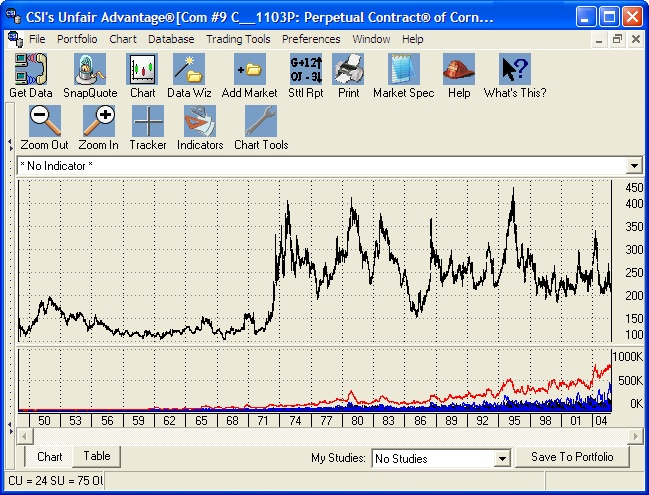 CSI's Unfair Advantage®[Com #9 C__1103P: Perpetual Contract® of Corn...
File Portfolio Chart Database Trading Tools Preferences Window Help
G+12↑
Get Data SnapQuote Chart Data Wiz Add Market Sttl Rpt Print Market Spec Help What's This?
Zoom Out Zoom In Tracker Indicators Chart Tools
* No Indicator *
450
400
350
300
250
200
150
100
1000K
500K
0K
50 53 56 59 62 65 68 71 74 77 80 83 86 89 92 95 98 01 04
Chart Table My Studies: No Studies Save To Portfolio
CU = 24 SU = 75